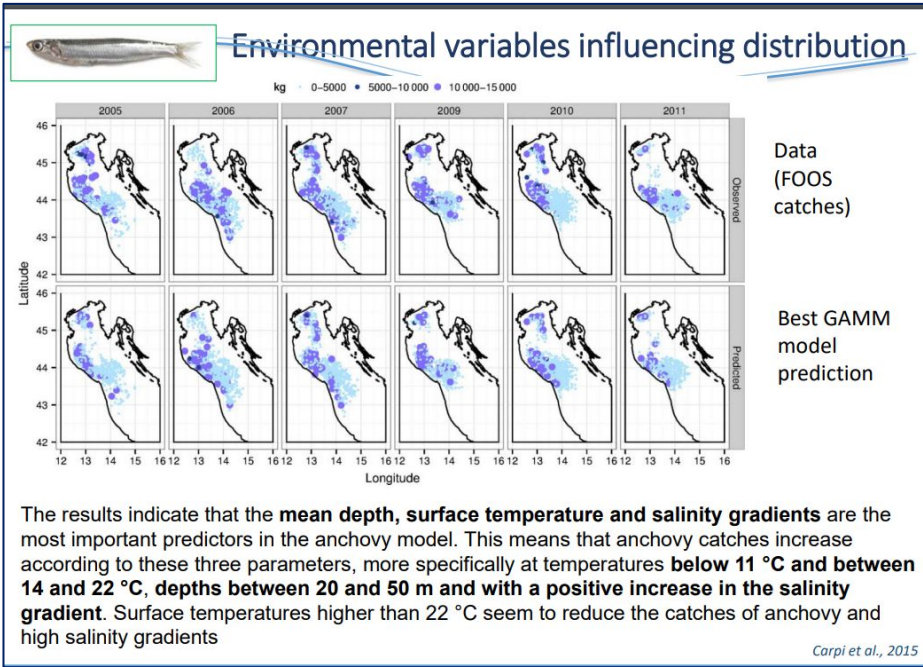 Environmental variables influencing distribution
kg 0–5000 5000–10 000 10 000–15 000
2005 2006 2007 2009 2010 2011
46
45
44
43
42
Observed
Data
(FOOS
catches)
Latitude
46
45
44
43
42
Predicted
Best GAMM
model
prediction
12 13 14 15 16 12 13 14 15 16 12 13 14 15 16 12 13 14 15 16 12 13 14 15 16 12 13 14 15 16
Longitude
The results indicate that the mean depth, surface temperature and salinity gradients are the
most important predictors in the anchovy model. This means that anchovy catches increase
according to these three parameters, more specifically at temperatures below 11 °C and between
14 and 22 °C, depths between 20 and 50 m and with a positive increase in the salinity
gradient. Surface temperatures higher than 22 °C seem to reduce the catches of anchovy and
high salinity gradients
Carpi et al., 2015